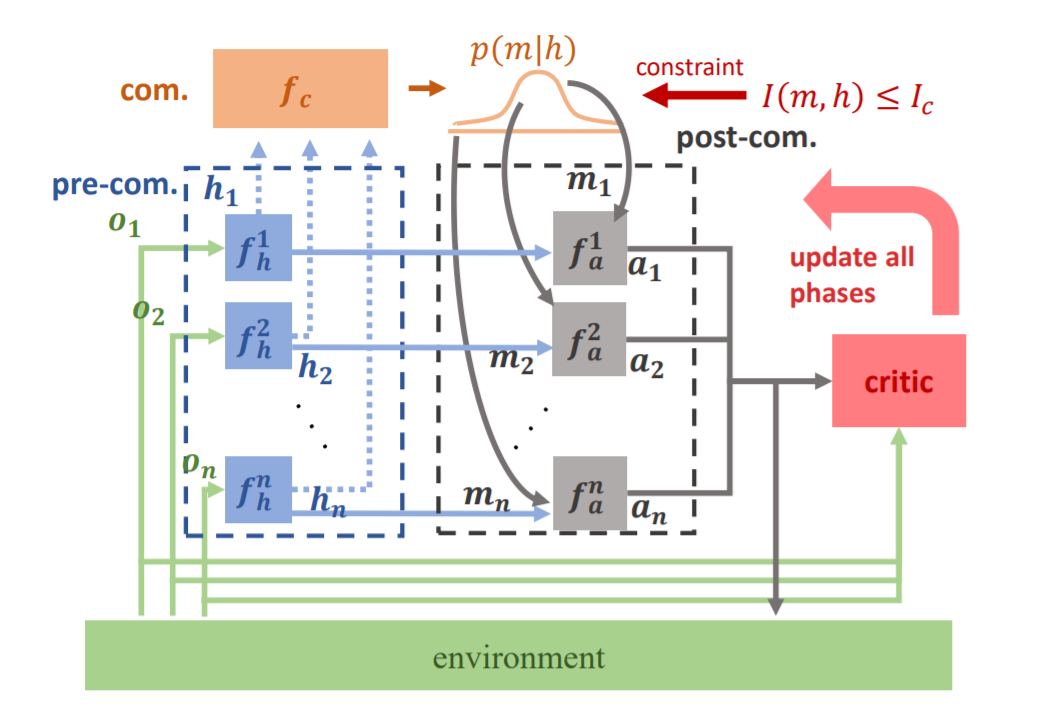 p(m|h)
com.
f_c
constraint
I(m, h) ≤ I_c
post-com.
pre-com.
h_1
m_1
o_1
f_h^1
f_a^1
a_1
update all
phases
o_2
f_h^2
h_2
m_2
f_a^2
a_2
critic
. . .
. . .
o_n
f_h^n
h_n
m_n
f_a^n
a_n
environment